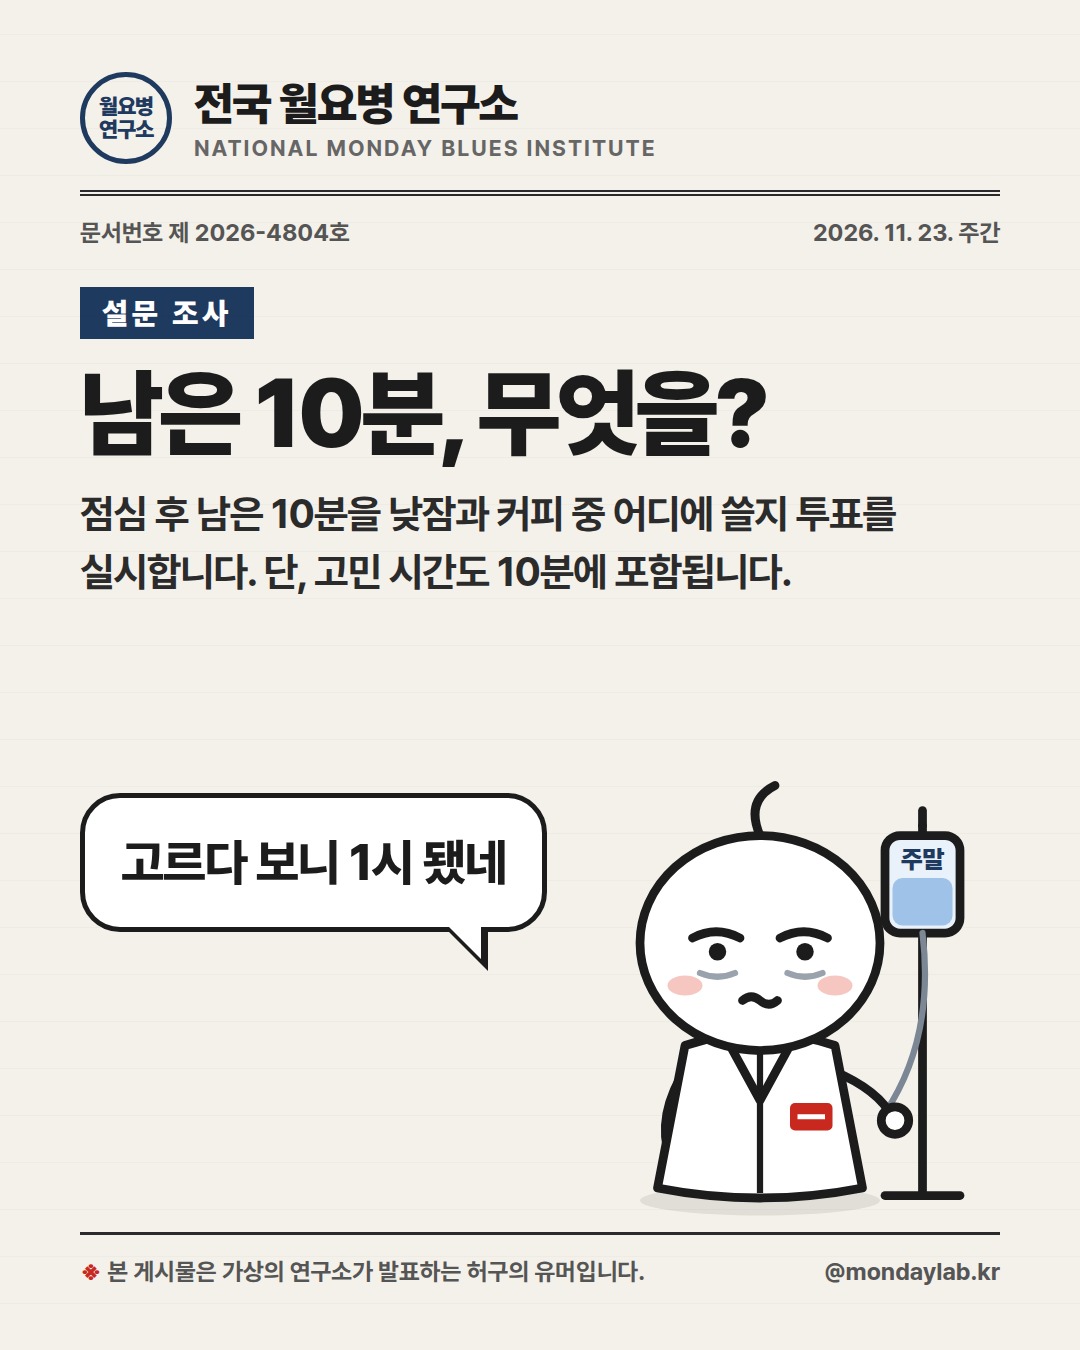 월요병
연구소
전국 월요병 연구소
NATIONAL MONDAY BLUES INSTITUTE
문서번호 제 2026-4804호
2026. 11. 23. 주간
설문 조사
남은 10분, 무엇을?
점심 후 남은 10분을 낮잠과 커피 중 어디에 쓸지 투표를
실시합니다. 단, 고민 시간도 10분에 포함됩니다.
고르다 보니 1시 됐네
주말
※ 본 게시물은 가상의 연구소가 발표하는 허구의 유머입니다.
@mondaylab.kr